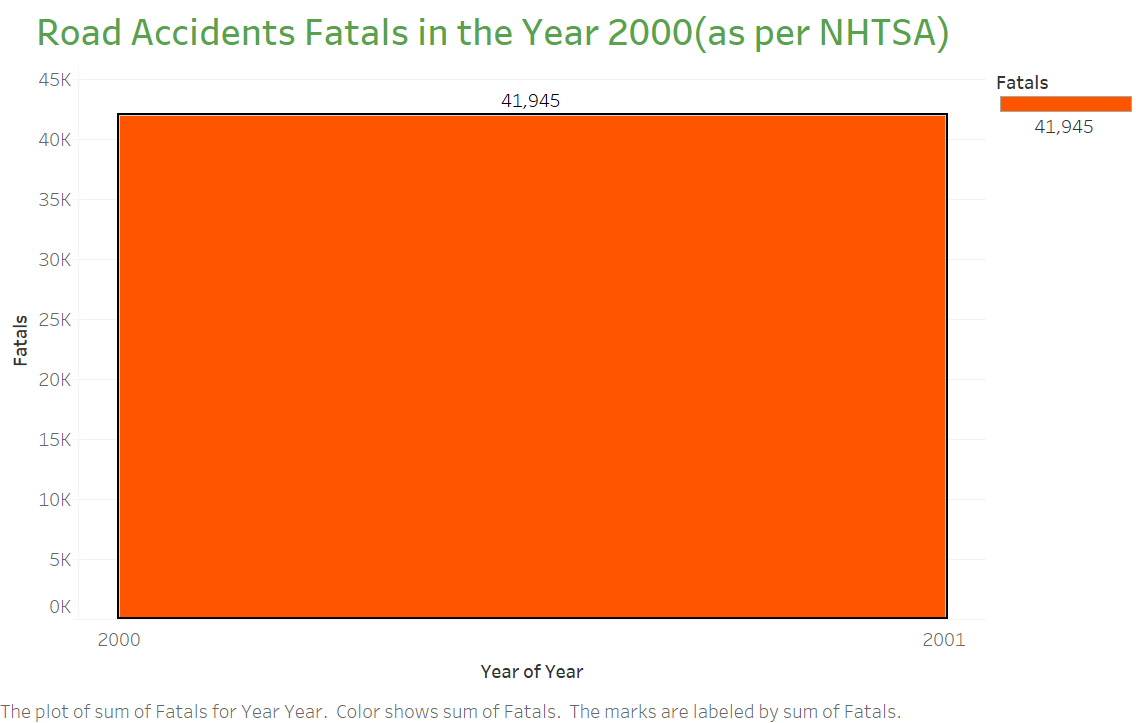 Road Accidents Fatals in the Year 2000(as per NHTSA)
45K
40K
35K
30K
25K
20K
15K
10K
5K
0K
Fatals
41,945
2000
2001
Year of Year
Fatals
41,945
The plot of sum of Fatals for Year Year.  Color shows sum of Fatals.  The marks are labeled by sum of Fatals.